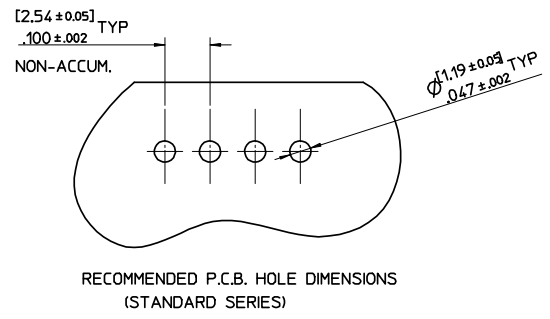 [2.54 ±0.05]
.100 ±.002 TYP
NON-ACCUM.
Ø [1.19 ±0.05]
.047 ±.002 TYP
RECOMMENDED P.C.B. HOLE DIMENSIONS
(STANDARD SERIES)